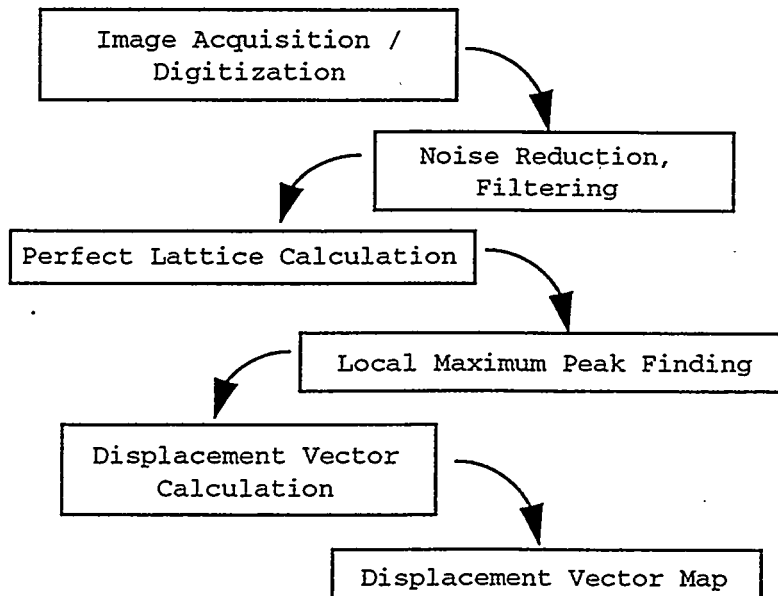 Image Acquisition /
Digitization
Noise Reduction,
Filtering
Perfect Lattice Calculation
Local Maximum Peak Finding
Displacement Vector
Calculation
Displacement Vector Map